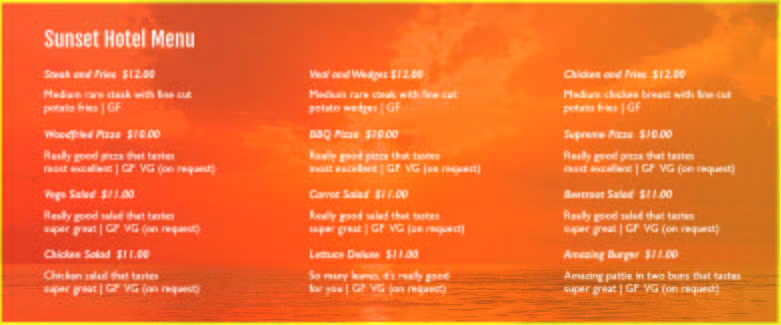 Sunset Hotel Menu
Steak and Fries $12.00
Medium rare steak with fine cut
potato fries | GF
Woodfried Pizza $10.00
Really good pizza that tastes
most excellent | GF VG (on request)
Vego Salad $11.00
Really good salad that tastes
super great | GF VG (on request)
Chicken Salad $11.00
Chicken salad that tastes
super great | GF VG (on request)
Veal and Wedges $12.00
Medium rare steak with fine cut
potato wedges | GF
BBQ Pizza $10.00
Really good pizza that tastes
most excellent | GF VG (on request)
Carrot Salad $11.00
Really good salad that tastes
super great | GF VG (on request)
Lettuce Deluxe $11.00
So many leaves, it's really good
for you | GF VG (on request)
Chicken and Fries $12.00
Medium chicken breast with fine cut
potato fries | GF
Supreme Pizza $10.00
Really good pizza that tastes
most excellent | GF VG (on request)
Beetroot Salad $11.00
Really good salad that tastes
super great | GF VG (on request)
Amazing Burger $11.00
Amazing pattie in two buns that tastes
super great | GF VG (on request)